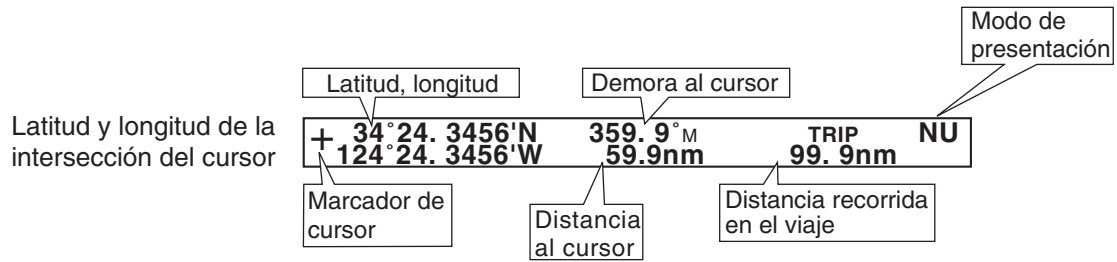 Modo de
presentación
Latitud, longitud
Demora al cursor
Latitud y longitud de la
intersección del cursor
+ 34°24. 3456'N 359. 9°M TRIP NU
124°24. 3456'W 59.9nm 99. 9nm
Marcador de
cursor
Distancia
al cursor
Distancia recorrida
en el viaje